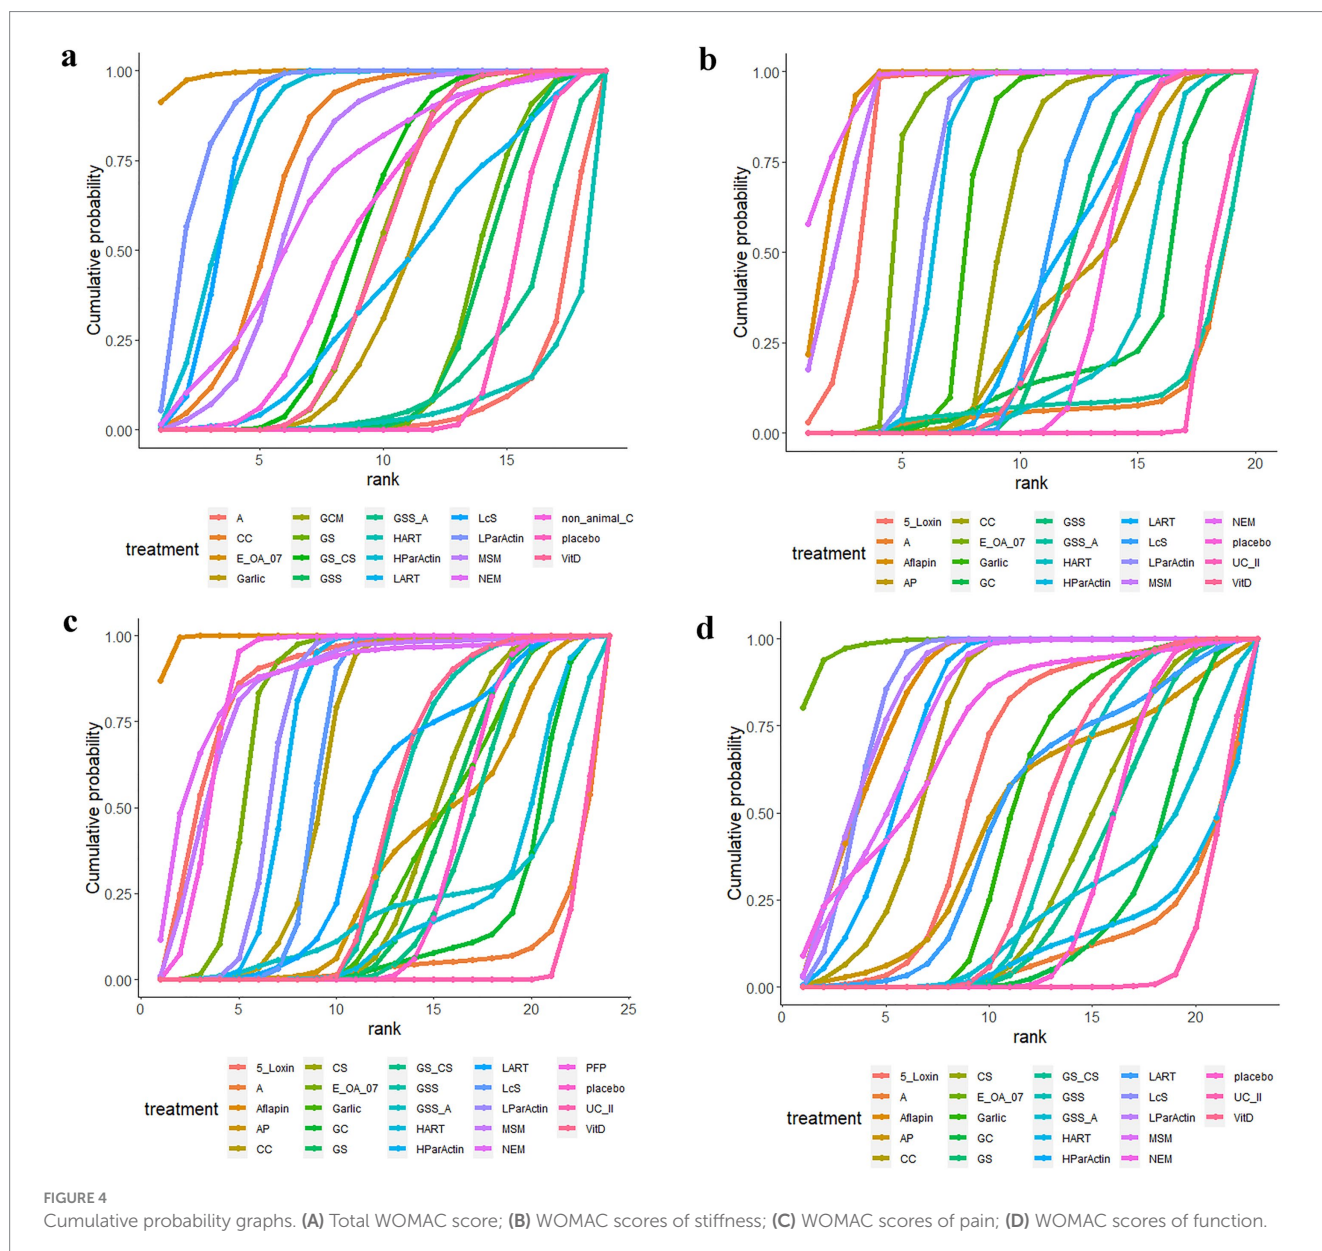 a
1.00
0.75
0.50
0.25
0.00
Cumulative probability
5
10
15
rank
treatment
A
CC
E_OA_07
Garlic
GCM
GS
GS_CS
GSS
GSS_A
HART
HParActin
LART
LcS
LParActin
MSM
NEM
non_animal_C
placebo
VitD
b
1.00
0.75
0.50
0.25
0.00
Cumulative probability
5
10
15
20
rank
treatment
5_Loxin
A
Aflapin
AP
CC
E_OA_07
Garlic
GC
GSS
GSS_A
HART
HParActin
LART
LcS
LParActin
MSM
NEM
placebo
UC_II
VitD
c
1.00
0.75
0.50
0.25
0.00
Cumulative probability
0
5
10
15
20
25
rank
treatment
5_Loxin
A
Aflapin
AP
CC
CS
E_OA_07
Garlic
GC
GS
GS_CS
GSS
GSS_A
HART
HParActin
LART
LcS
LParActin
MSM
NEM
PFP
placebo
UC_II
VitD
d
1.00
0.75
0.50
0.25
0.00
Cumulative probability
0
5
10
15
20
rank
treatment
5_Loxin
A
Aflapin
AP
CC
CS
E_OA_07
Garlic
GC
GS
GS_CS
GSS
GSS_A
HART
HParActin
LART
LcS
LParActin
MSM
NEM
placebo
UC_II
VitD
FIGURE 4
Cumulative probability graphs. (A) Total WOMAC score; (B) WOMAC scores of stiffness; (C) WOMAC scores of pain; (D) WOMAC scores of function.